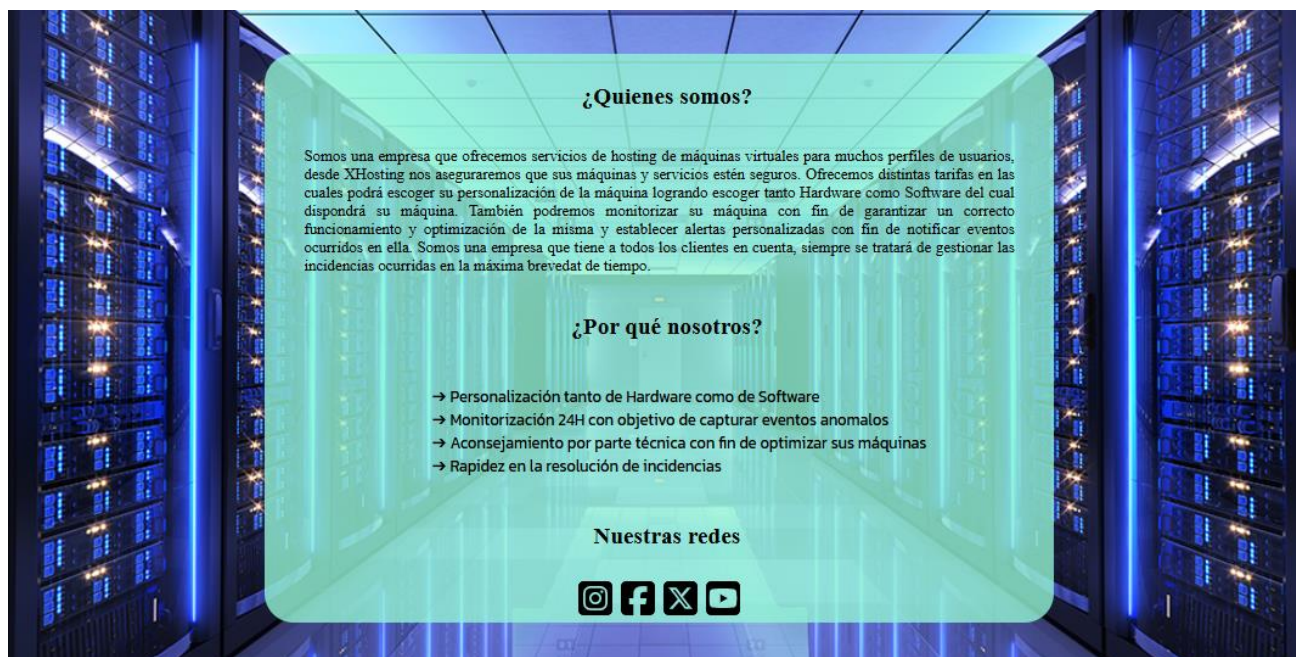 ¿Quienes somos?
Somos una empresa que ofrecemos servicios de hosting de máquinas virtuales para muchos perfiles de usuarios,
desde XHosting nos aseguraremos que sus máquinas y servicios estén seguros. Ofrecemos distintas tarifas en las
cuales podrá escoger su personalización de la máquina logrando escoger tanto Hardware como Software del cual
dispondrá su máquina. También podremos monitorizar su máquina con fin de garantizar un correcto
funcionamiento y optimización de la misma y establecer alertas personalizadas con fin de notificar eventos
ocurridos en ella. Somos una empresa que tiene a todos los clientes en cuenta, siempre se tratará de gestionar las
incidencias ocurridas en la máxima brevedat de tiempo.
¿Por qué nosotros?
→ Personalización tanto de Hardware como de Software
→ Monitorización 24H con objetivo de capturar eventos anomalos
→ Aconsejamiento por parte técnica con fin de optimizar sus máquinas
→ Rapidez en la resolución de incidencias
Nuestras redes